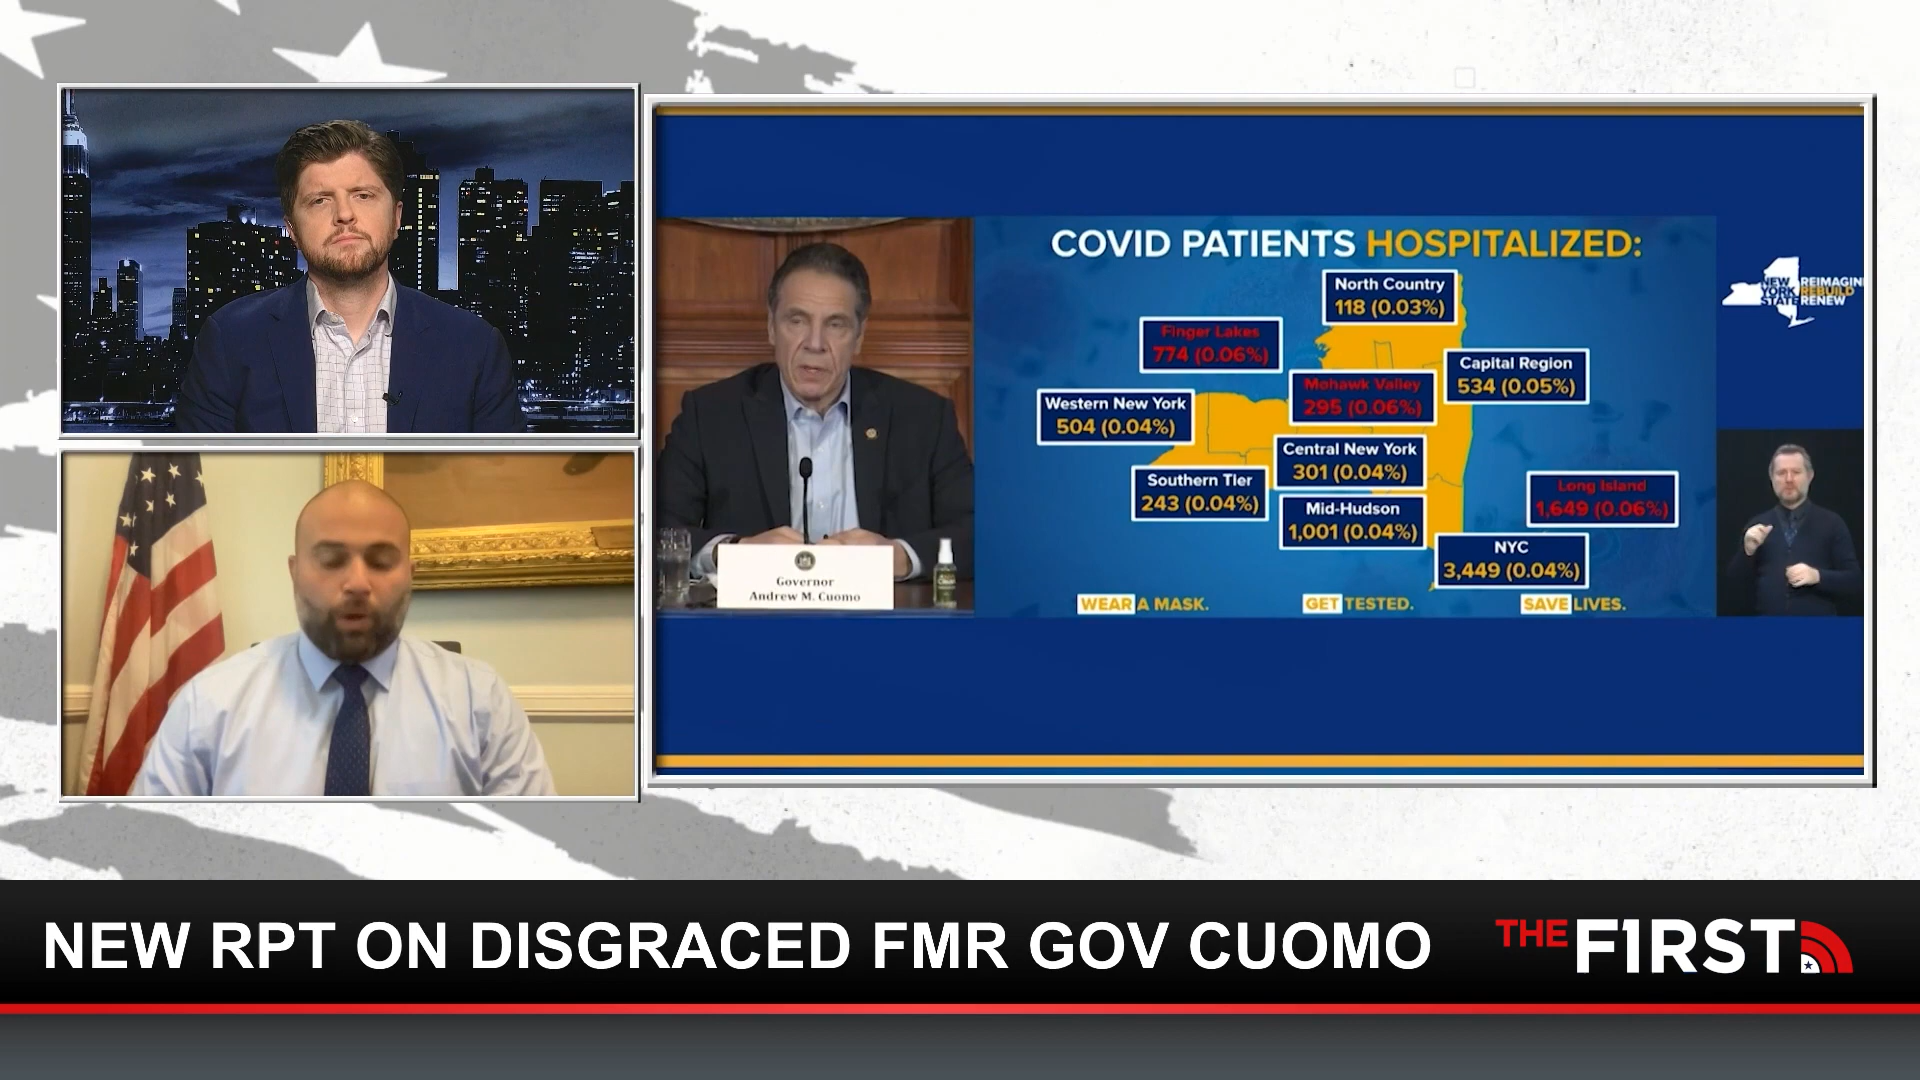 COVID PATIENTS HOSPITALIZED:
North Country
118 (0.03%)
Finger Lakes
774 (0.06%)
Capital Region
534 (0.05%)
Mohawk Valley
295 (0.06%)
Western New York
504 (0.04%)
Central New York
301 (0.04%)
Southern Tier
243 (0.04%)
Long Island
1,649 (0.06%)
Mid-Hudson
1,001 (0.04%)
NYC
3,449 (0.04%)
WEAR A MASK. GET TESTED. SAVE LIVES.
NEW YORK STATE
REIMAGIN
REBUILD
RENEW
Governor
Andrew M. Cuomo
NEW RPT ON DISGRACED FMR GOV CUOMO
THE FIRST